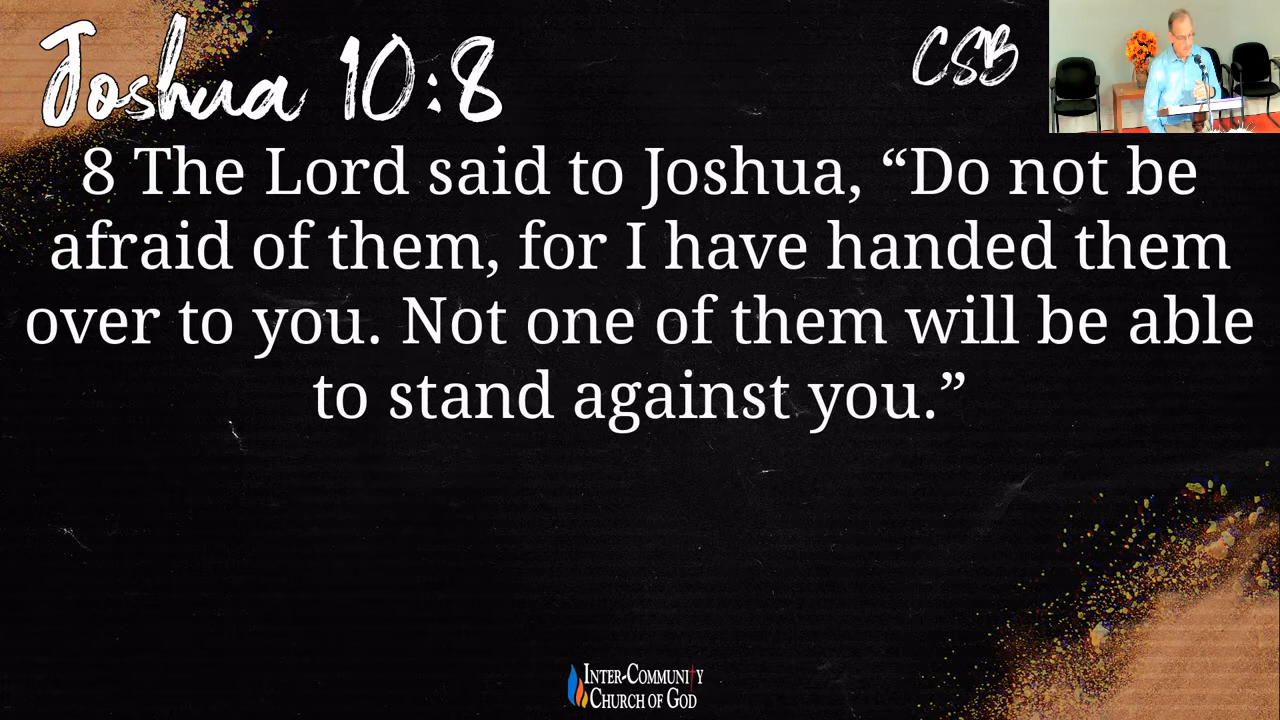 Joshua 10:8
CSB
8 The Lord said to Joshua, “Do not be
afraid of them, for I have handed them
over to you. Not one of them will be able
to stand against you.”
INTER-COMMUNITY
CHURCH OF GOD